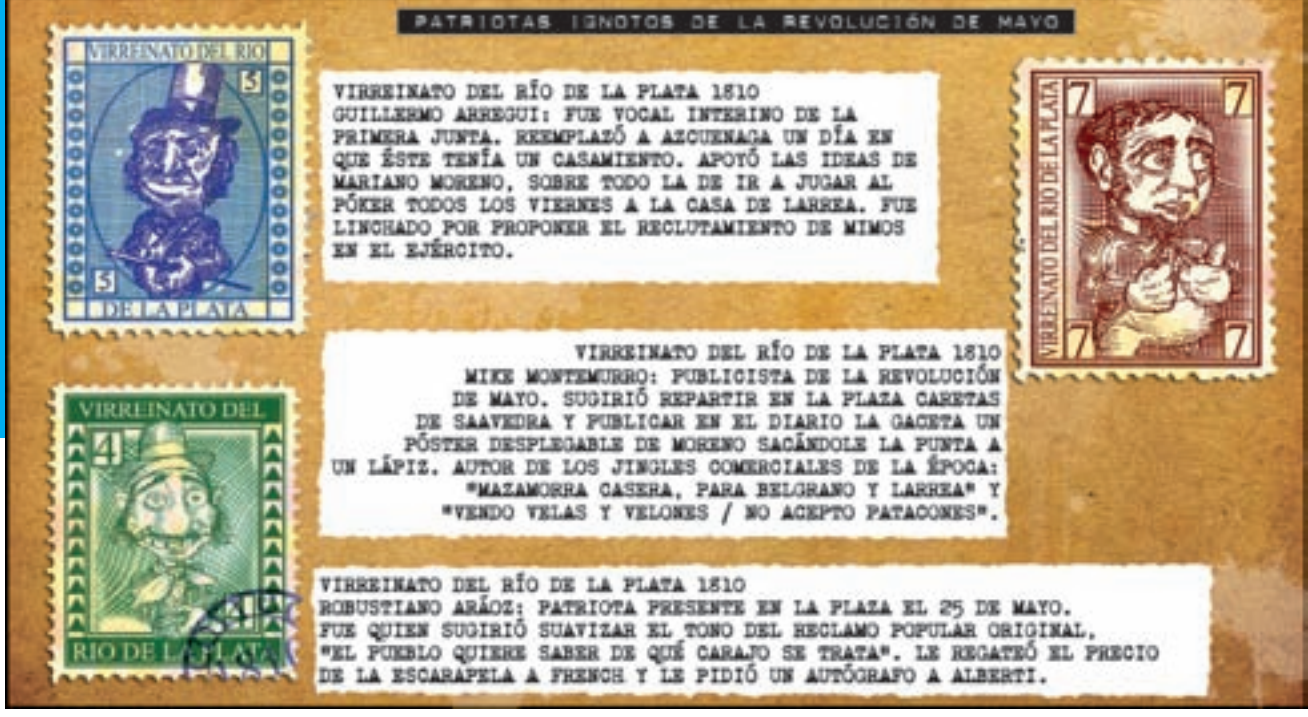 PATRIOTAS IGNOTOS DE LA REVOLUCIÓN DE MAYO
VIRREINATO DEL RIO
5
5
DE LA PLATA
VIRREINATO DEL RÍO DE LA PLATA 1810
GUILLERMO ARREGUI: FUE VOCAL INTERINO DE LA
PRIMERA JUNTA. REEMPLAZÓ A AZCUENAGA UN DÍA EN
QUE ÉSTE TENÍA UN CASAMIENTO. APOYÓ LAS IDEAS DE
MARIANO MORENO, SOBRE TODO LA DE IR A JUGAR AL
PÓKER TODOS LOS VIERNES A LA CASA DE LARREA. FUE
LINCHADO POR PROPONER EL RECLUTAMIENTO DE MIMOS
EN EL EJÉRCITO.
7
7
VIRREINATO DEL RIO DE LA PLATA
7
7
VIRREINATO DEL RÍO DE LA PLATA 1810
MIKE MONTEMURRO: PUBLICISTA DE LA REVOLUCIÓN
DE MAYO. SUGIRIÓ REPARTIR EN LA PLAZA CARETAS
DE SAAVEDRA Y PUBLICAR EN EL DIARIO LA GACETA UN
PÓSTER DESPLEGABLE DE MORENO SACÁNDOLE LA PUNTA A
UN LÁPIZ. AUTOR DE LOS JINGLES COMERCIALES DE LA ÉPOCA:
"MAZAMORRA CASERA, PARA BELGRANO Y LARREA" Y
"VENDO VELAS Y VELONES / NO ACEPTO PATACONES".
VIRREINATO DEL
4
RIO DE LA PLATA
VIRREINATO DEL RÍO DE LA PLATA 1810
ROBUSTIANO ARÁOZ: PATRIOTA PRESENTE EN LA PLAZA EL 25 DE MAYO.
FUE QUIEN SUGIRIÓ SUAVIZAR EL TONO DEL RECLAMO POPULAR ORIGINAL,
"EL PUEBLO QUIERE SABER DE QUÉ CARAJO SE TRATA". LE REGATEÓ EL PRECIO
DE LA ESCARAPELA A FRENCH Y LE PIDIÓ UN AUTÓGRAFO A ALBERTI.